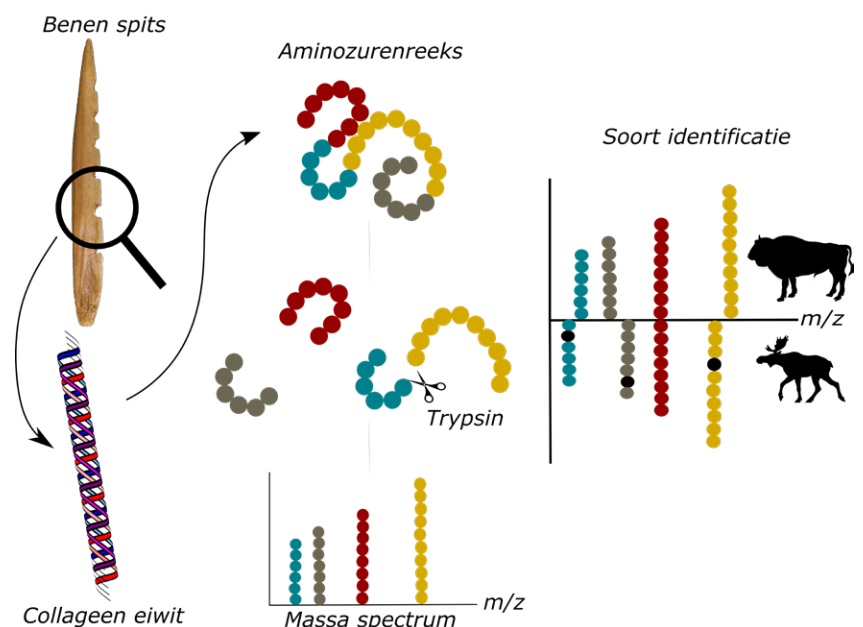 Benen spits
Aminozurenreeks
Soort identificatie
m/z
Trypsin
m/z
Collageen eiwit
Massa spectrum